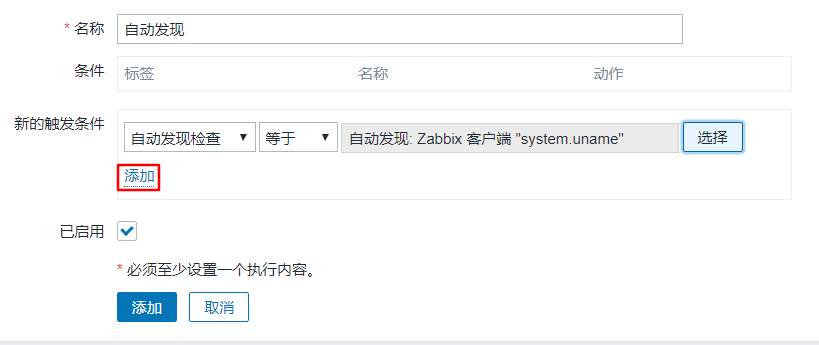 * 名称 自动发现
条件 标签 名称 动作
新的触发条件
自动发现检查 等于 自动发现: Zabbix 客户端 "system.uname" 选择
添加
已启用
* 必须至少设置一个执行内容。
添加 取消